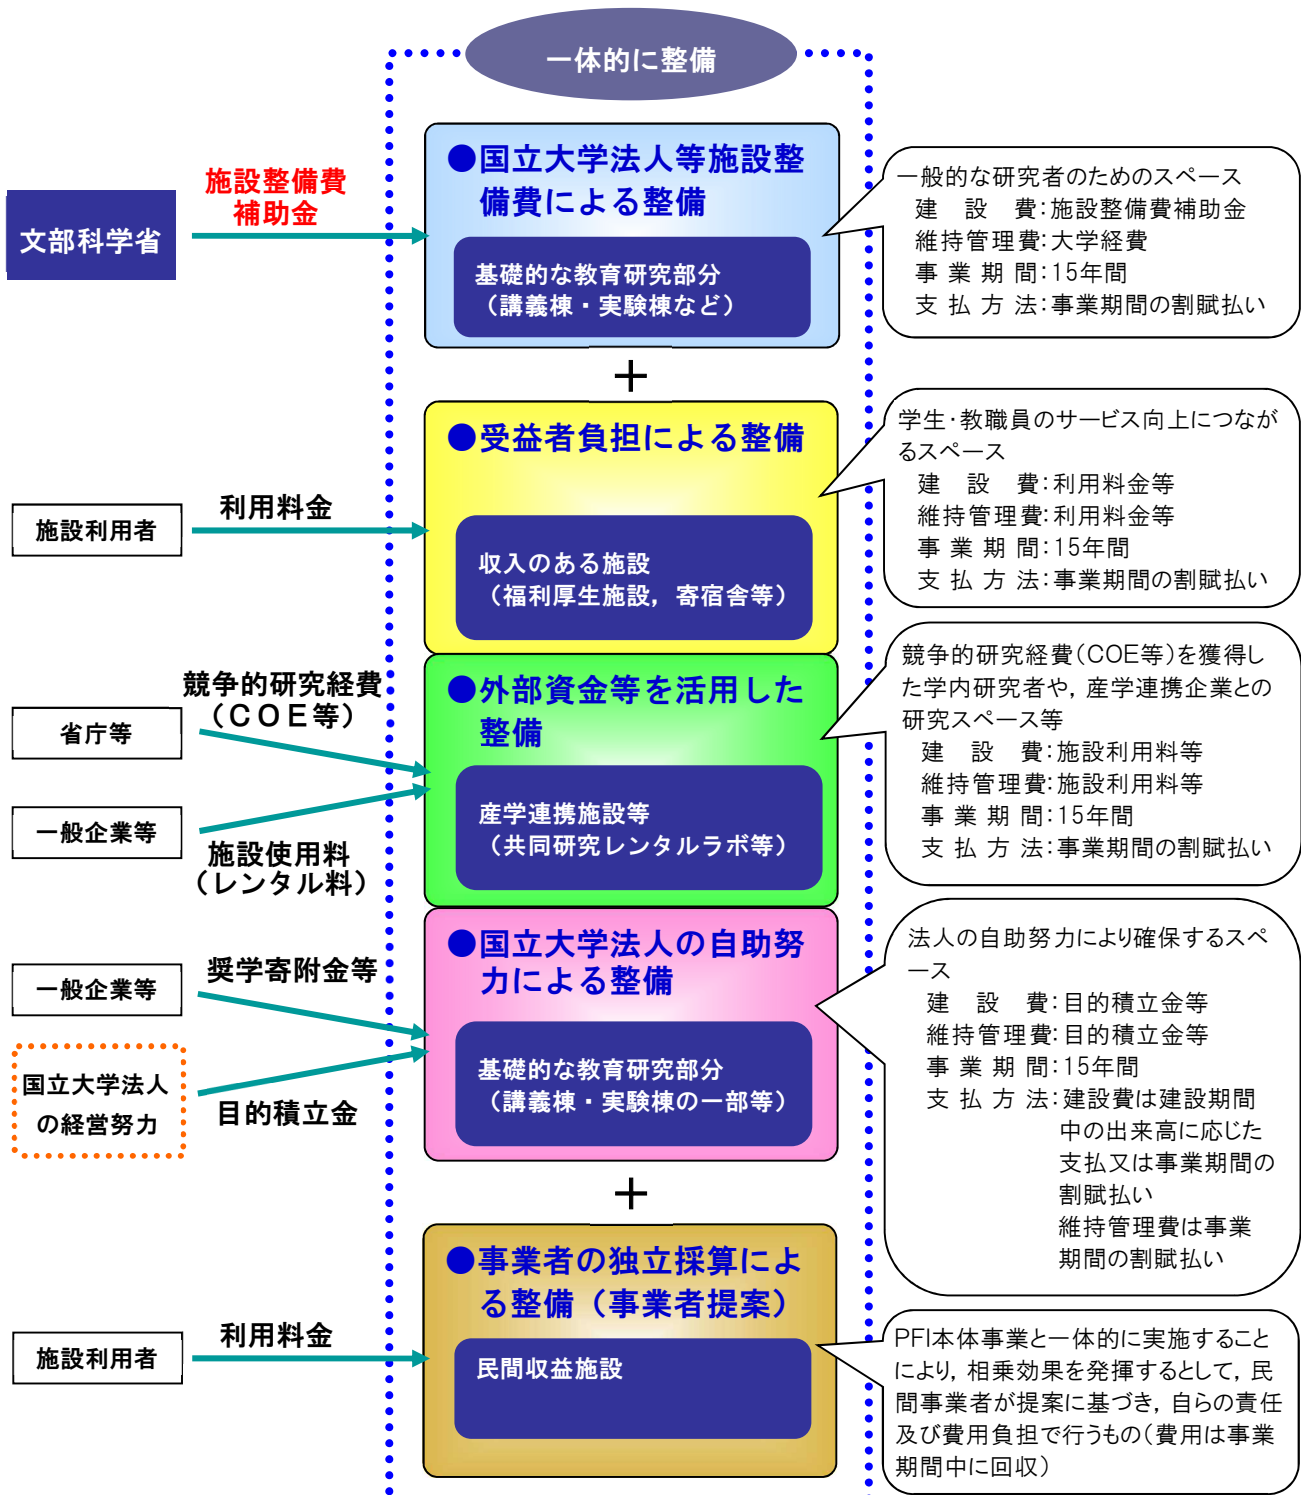 一体的に整備
文部科学省
施設整備費
補助金
●国立大学法人等施設整
備費による整備
基礎的な教育研究部分
（講義棟・実験棟など）
一般的な研究者のためのスペース
建　設　費：施設整備費補助金
維持管理費：大学経費
事 業 期 間：15年間
支 払 方 法：事業期間の割賦払い
＋
施設利用者
利用料金
●受益者負担による整備
収入のある施設
（福利厚生施設，寄宿舎等）
学生・教職員のサービス向上につなが
るスペース
建　設　費：利用料金等
維持管理費：利用料金等
事 業 期 間：15年間
支 払 方 法：事業期間の割賦払い
省庁等
競争的研究経費
（ＣＯＥ等）
一般企業等
施設使用料
（レンタル料）
●外部資金等を活用した
整備
産学連携施設等
（共同研究レンタルラボ等）
競争的研究経費（COE等）を獲得し
た学内研究者や，産学連携企業との
研究スペース等
建　設　費：施設利用料等
維持管理費：施設利用料等
事 業 期 間：15年間
支 払 方 法：事業期間の割賦払い
一般企業等
奨学寄附金等
国立大学法人
の経営努力
目的積立金
●国立大学法人の自助努
力による整備
基礎的な教育研究部分
（講義棟・実験棟の一部等）
法人の自助努力により確保するスペ
ース
建　設　費：目的積立金等
維持管理費：目的積立金等
事 業 期 間：15年間
支 払 方 法：建設費は建設期間
中の出来高に応じた
支払又は事業期間の
割賦払い
維持管理費は事業
期間の割賦払い
＋
施設利用者
利用料金
●事業者の独立採算によ
る整備（事業者提案）
民間収益施設
PFI本体事業と一体的に実施すること
により，相乗効果を発揮するとして，民
間事業者が提案に基づき，自らの責任
及び費用負担で行うもの（費用は事業
期間中に回収）